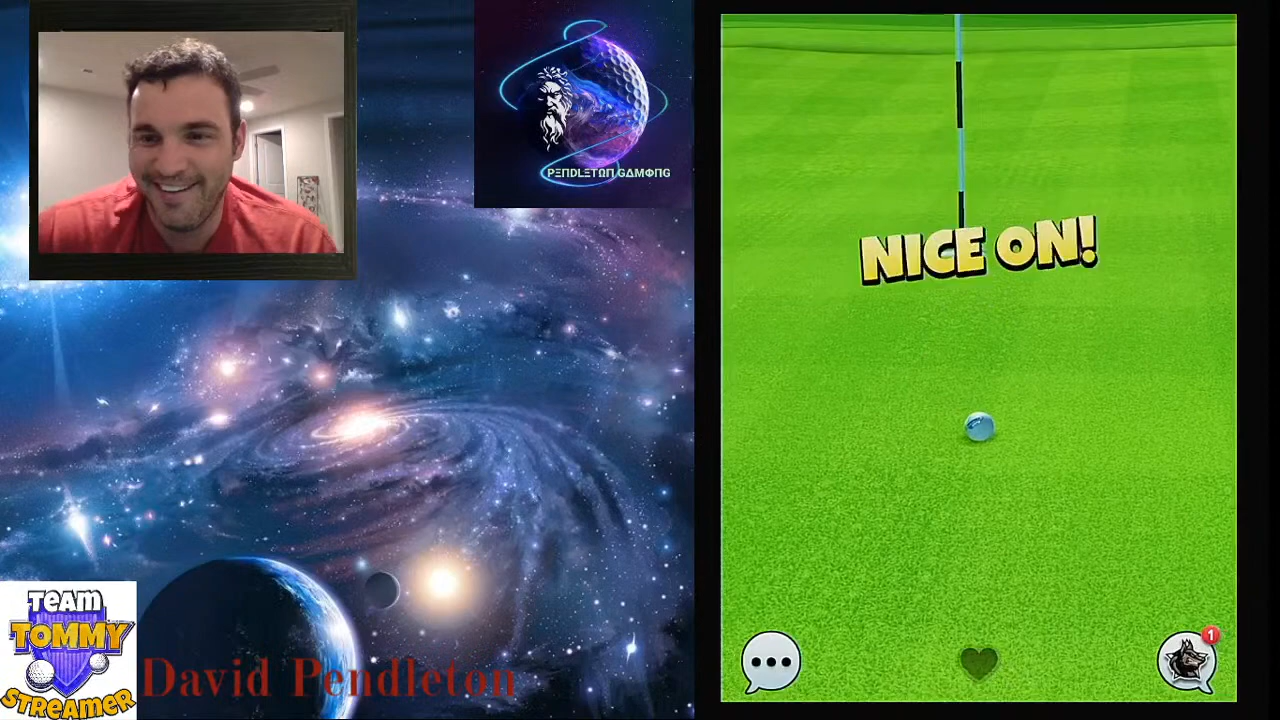 PENDLETON GAMING
NICE ON!
1
TEAM
TOMMY
STREAMER
David Pendleton